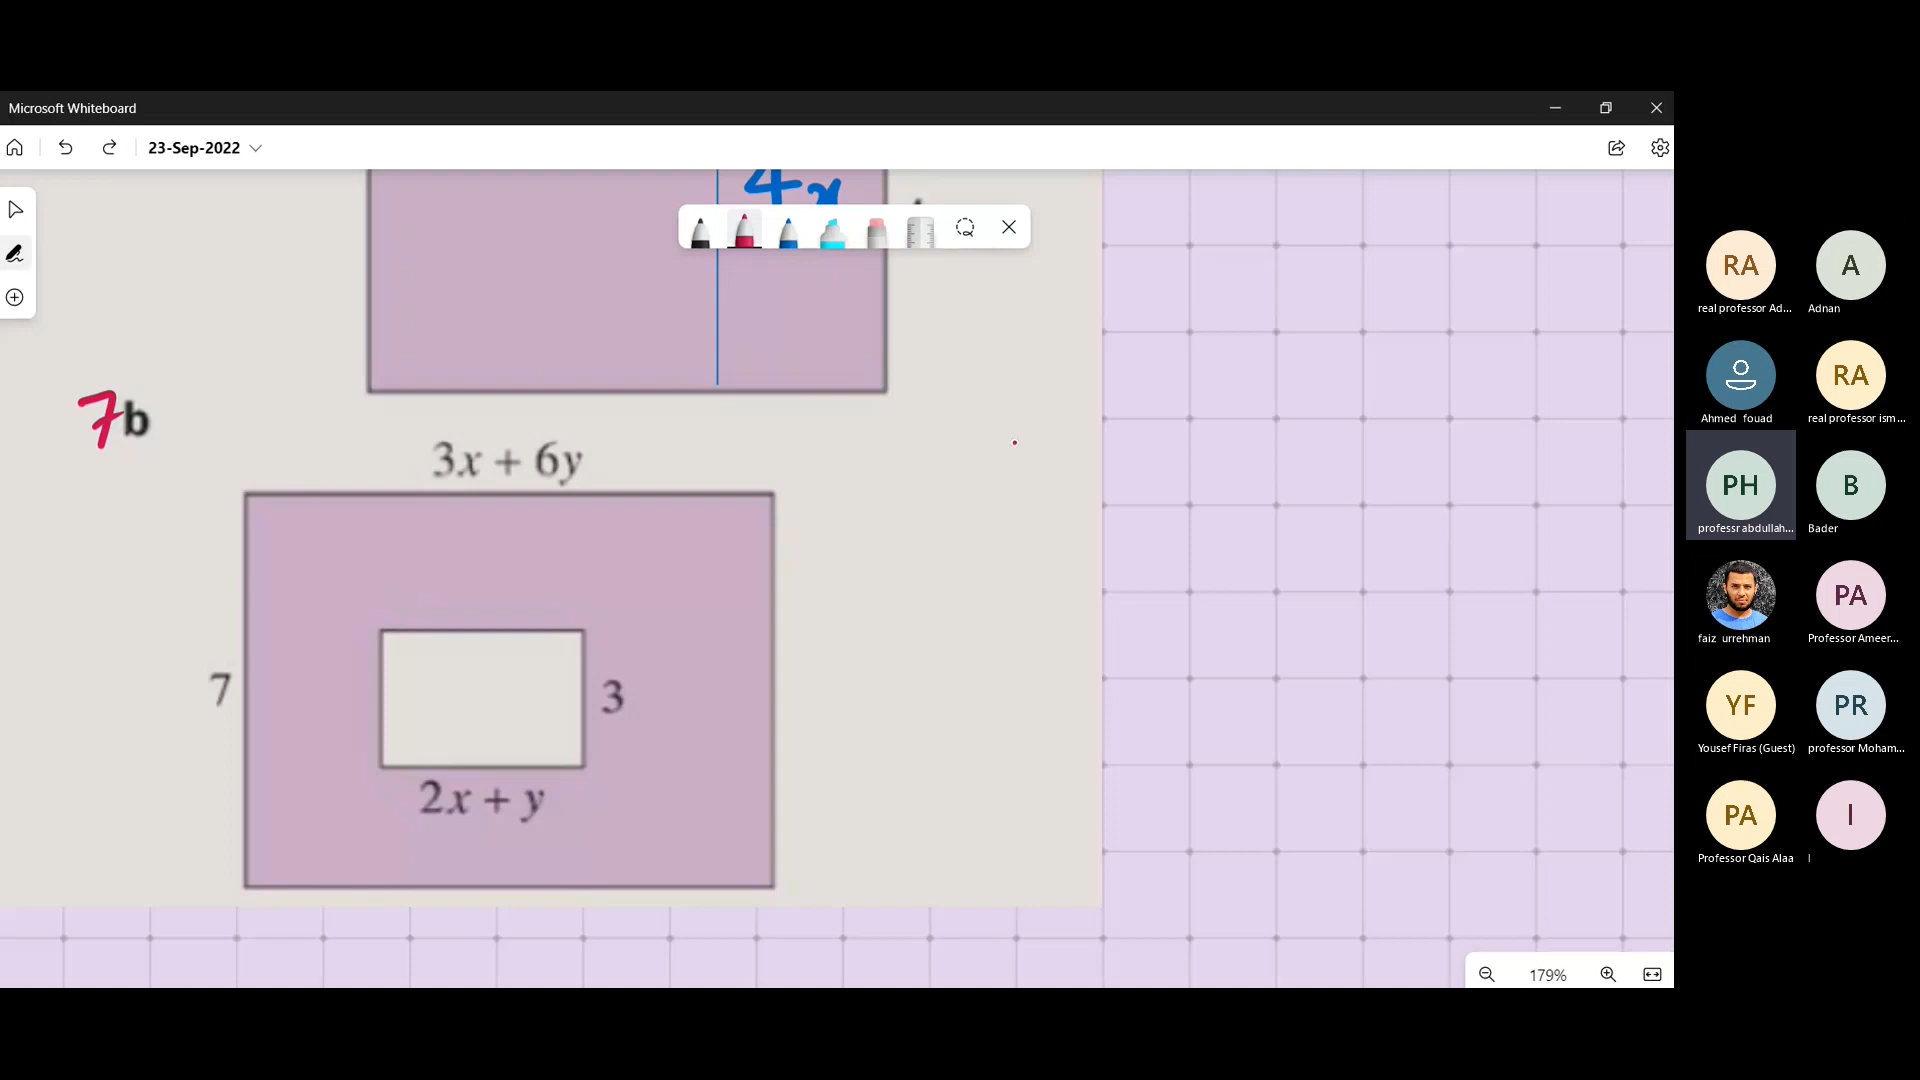 Microsoft Whiteboard
23-Sep-2022
4x
7b
3x + 6y
7
3
2x + y
179%
RA
real professor Ad...
A
Adnan
Ahmed fouad
RA
real professor ism...
PH
professr abdullah...
B
Bader
faiz urrehman
PA
Professor Ameer...
YF
Yousef Firas (Guest)
PR
professor Moham...
PA
Professor Qais Alaa
I
I